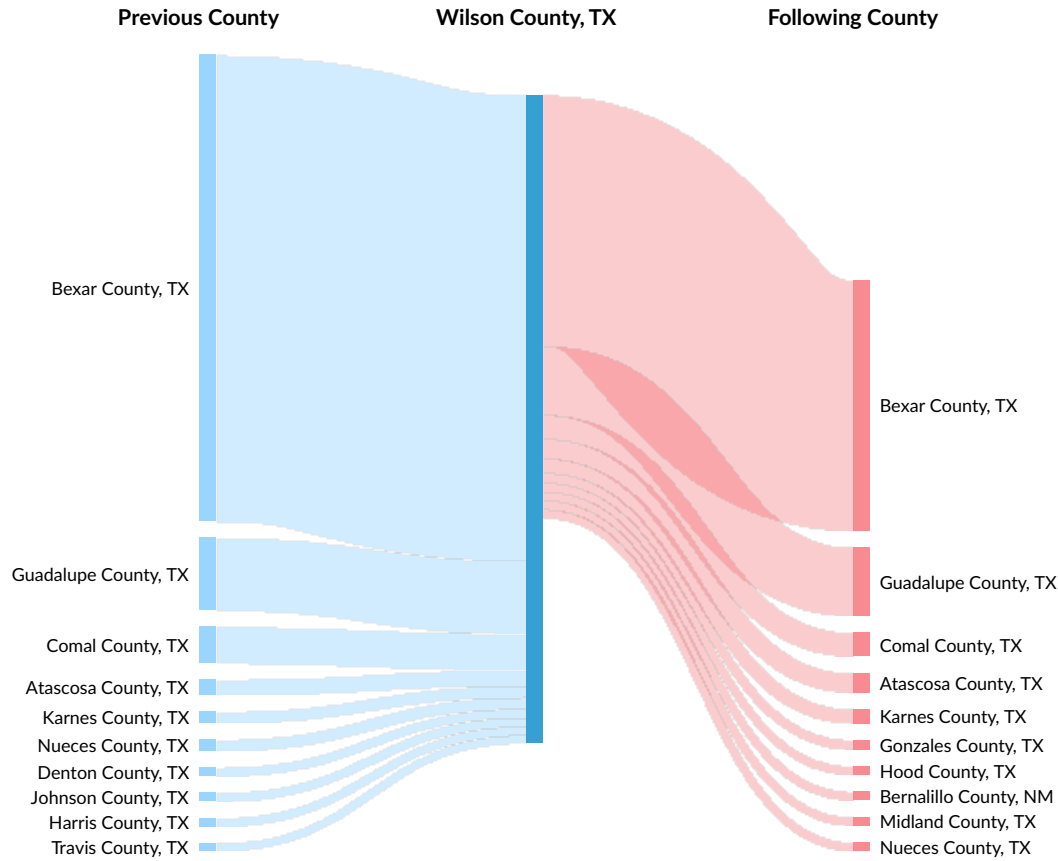 Previous County
Wilson County, TX
Following County
Bexar County, TX
Guadalupe County, TX
Comal County, TX
Atascosa County, TX
Karnes County, TX
Nueces County, TX
Denton County, TX
Johnson County, TX
Harris County, TX
Travis County, TX
Bexar County, TX
Guadalupe County, TX
Comal County, TX
Atascosa County, TX
Karnes County, TX
Gonzales County, TX
Hood County, TX
Bernalillo County, NM
Midland County, TX
Nueces County, TX